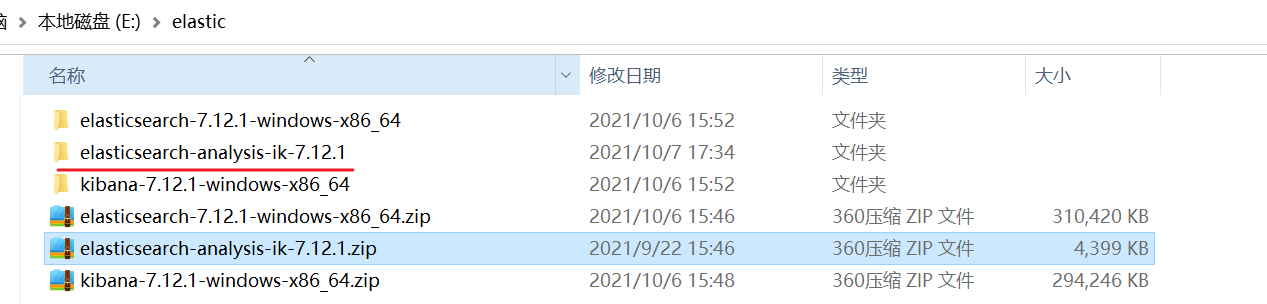 脑 本地磁盘 (E:) elastic
名称 修改日期 类型 大小
elasticsearch-7.12.1-windows-x86_64 2021/10/6 15:52 文件夹
elasticsearch-analysis-ik-7.12.1 2021/10/7 17:34 文件夹
kibana-7.12.1-windows-x86_64 2021/10/6 15:52 文件夹
elasticsearch-7.12.1-windows-x86_64.zip 2021/10/6 15:46 360压缩 ZIP 文件 310,420 KB
elasticsearch-analysis-ik-7.12.1.zip 2021/9/22 15:46 360压缩 ZIP 文件 4,399 KB
kibana-7.12.1-windows-x86_64.zip 2021/10/6 15:48 360压缩 ZIP 文件 294,246 KB